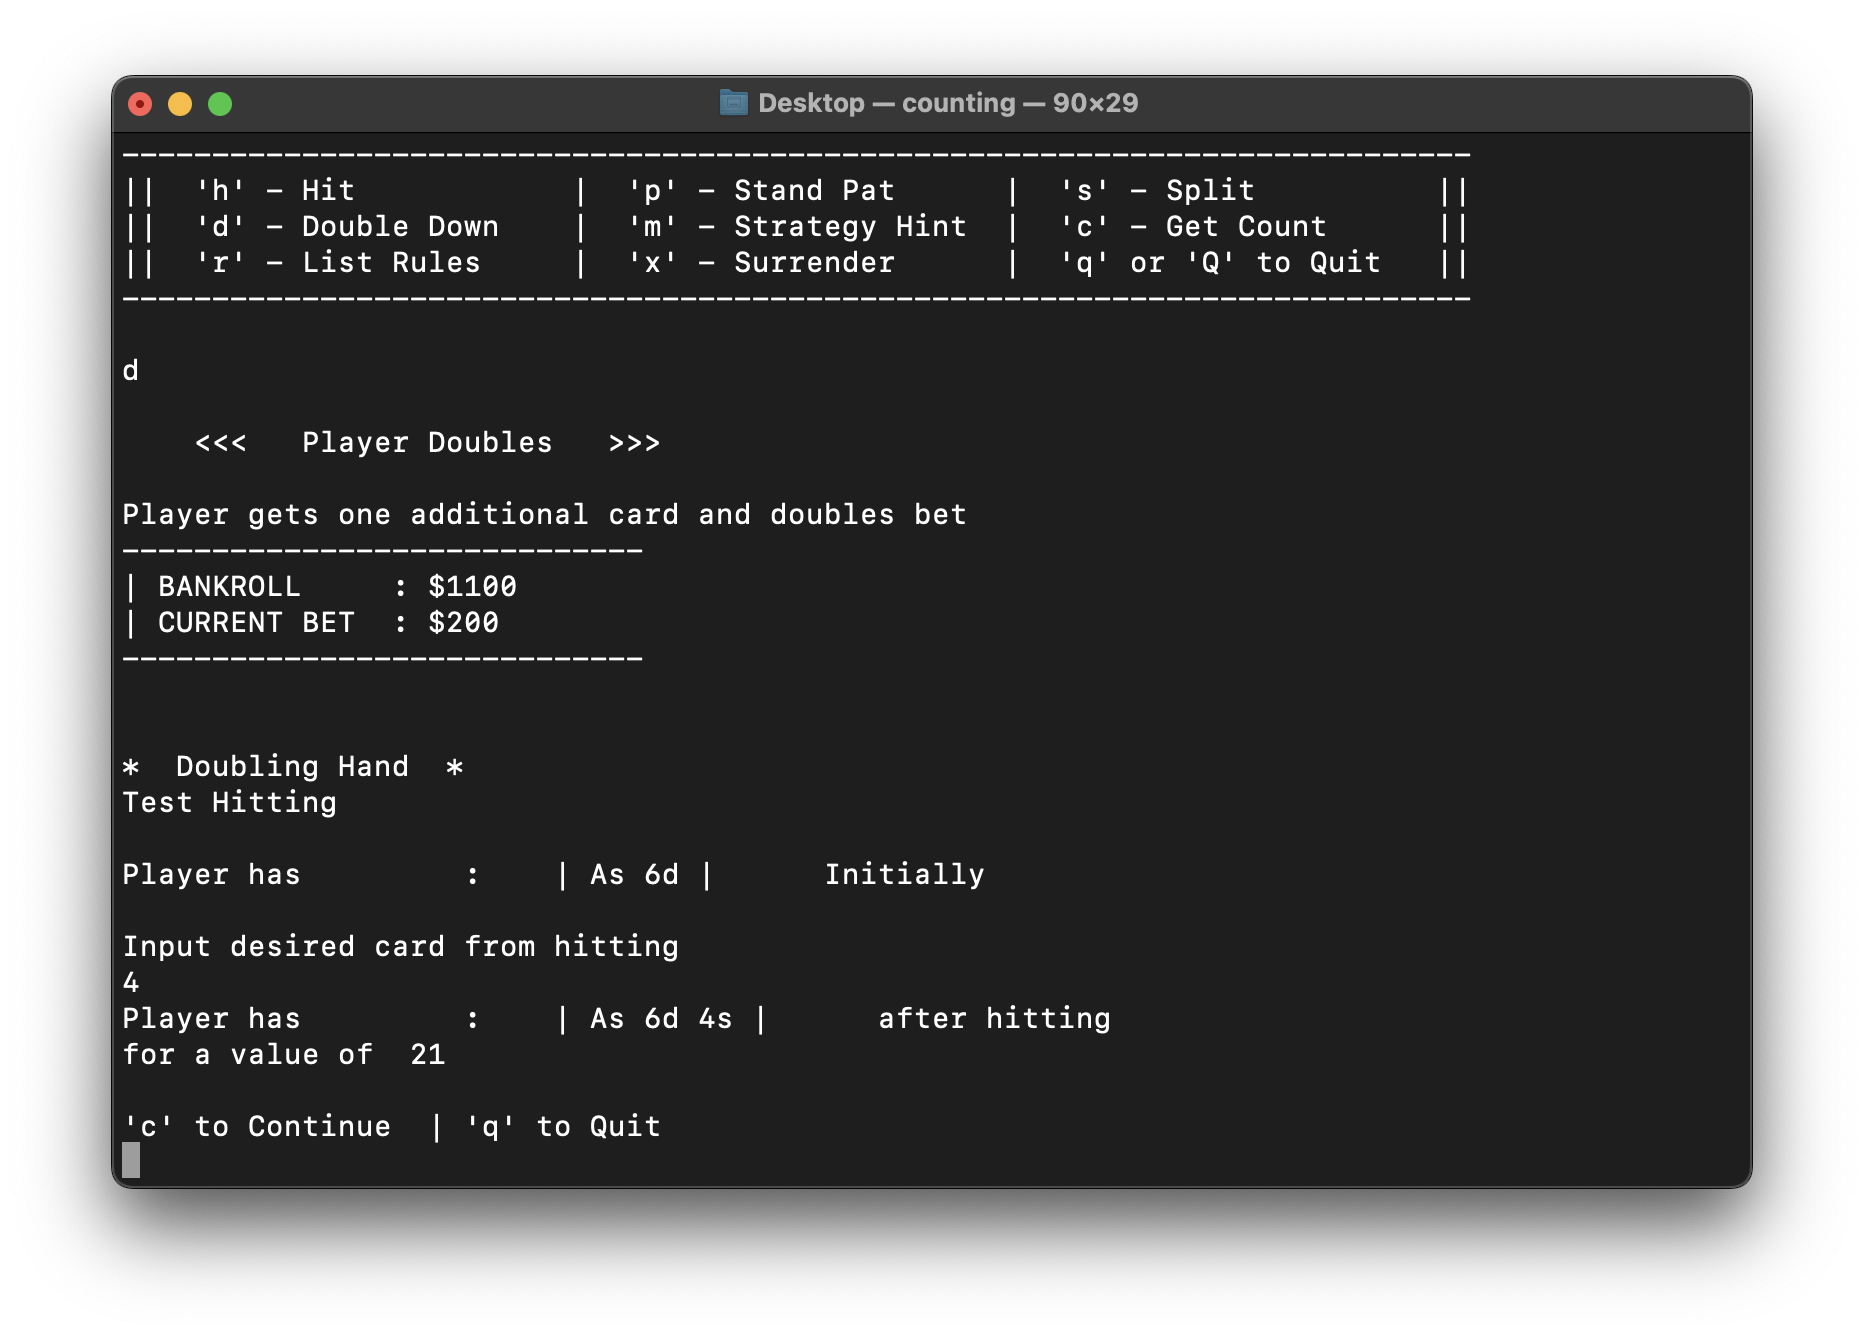 Desktop — counting — 90×29
---------------------------------------------------------------------------
||  'h' - Hit            |  'p' - Stand Pat      |  's' - Split          ||
||  'd' - Double Down    |  'm' - Strategy Hint  |  'c' - Get Count      ||
||  'r' - List Rules     |  'x' - Surrender      |  'q' or 'Q' to Quit   ||
---------------------------------------------------------------------------
d
    <<<   Player Doubles   >>>
Player gets one additional card and doubles bet
-----------------------------
| BANKROLL     : $1100
| CURRENT BET  : $200
-----------------------------
*  Doubling Hand  *
Test Hitting
Player has         :    | As 6d |      Initially
Input desired card from hitting
4
Player has         :    | As 6d 4s |      after hitting
for a value of  21
'c' to Continue  | 'q' to Quit